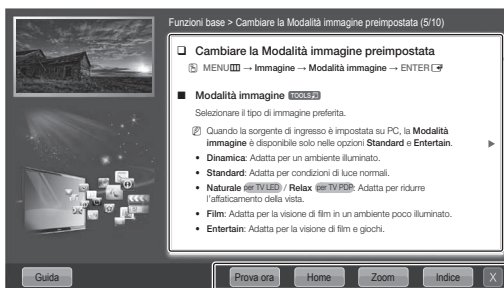 Funzioni base > Cambiare la Modalità immagine preimpostata (5/10)
❑ Cambiare la Modalità immagine preimpostata
MENU → Immagine → Modalità immagine → ENTER
■ Modalità immagine TOOLS
Selezionare il tipo di immagine preferita.
Quando la sorgente di ingresso è impostata su PC, la Modalità
immagine è disponibile solo nelle opzioni Standard e Entertain.
• Dinamica: Adatta per un ambiente illuminato.
• Standard: Adatta per condizioni di luce normali.
• Naturale per TV LED / Relax per TV PDP: Adatta per ridurre
l'affaticamento della vista.
• Film: Adatta per la visione di film in un ambiente poco illuminato.
• Entertain: Adatta per la visione di film e giochi.
Guida Prova ora Home Zoom Indice X